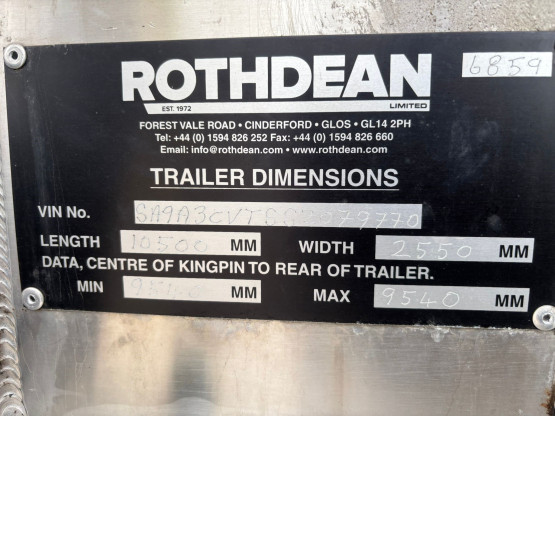 6859
ROTHDEAN
EST. 1972 LIMITED
FOREST VALE ROAD • CINDERFORD • GLOS • GL14 2PH
Tel: +44 (0) 1594 826 252 Fax: +44 (0) 1594 826 660
Email: info@rothdean.com • www.rothdean.com
TRAILER DIMENSIONS
VIN No.
LENGTH 10500 MM WIDTH 2550 MM
DATA, CENTRE OF KINGPIN TO REAR OF TRAILER.
MIN MM MAX 9540 MM